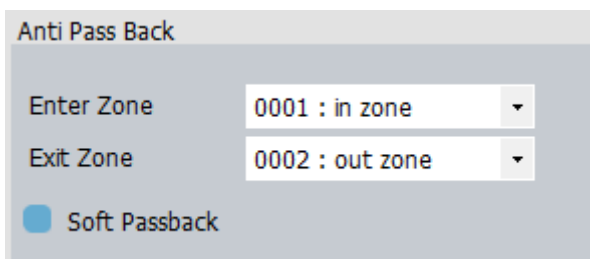 Anti Pass Back
Enter Zone 0001 : in zone
Exit Zone 0002 : out zone
Soft Passback